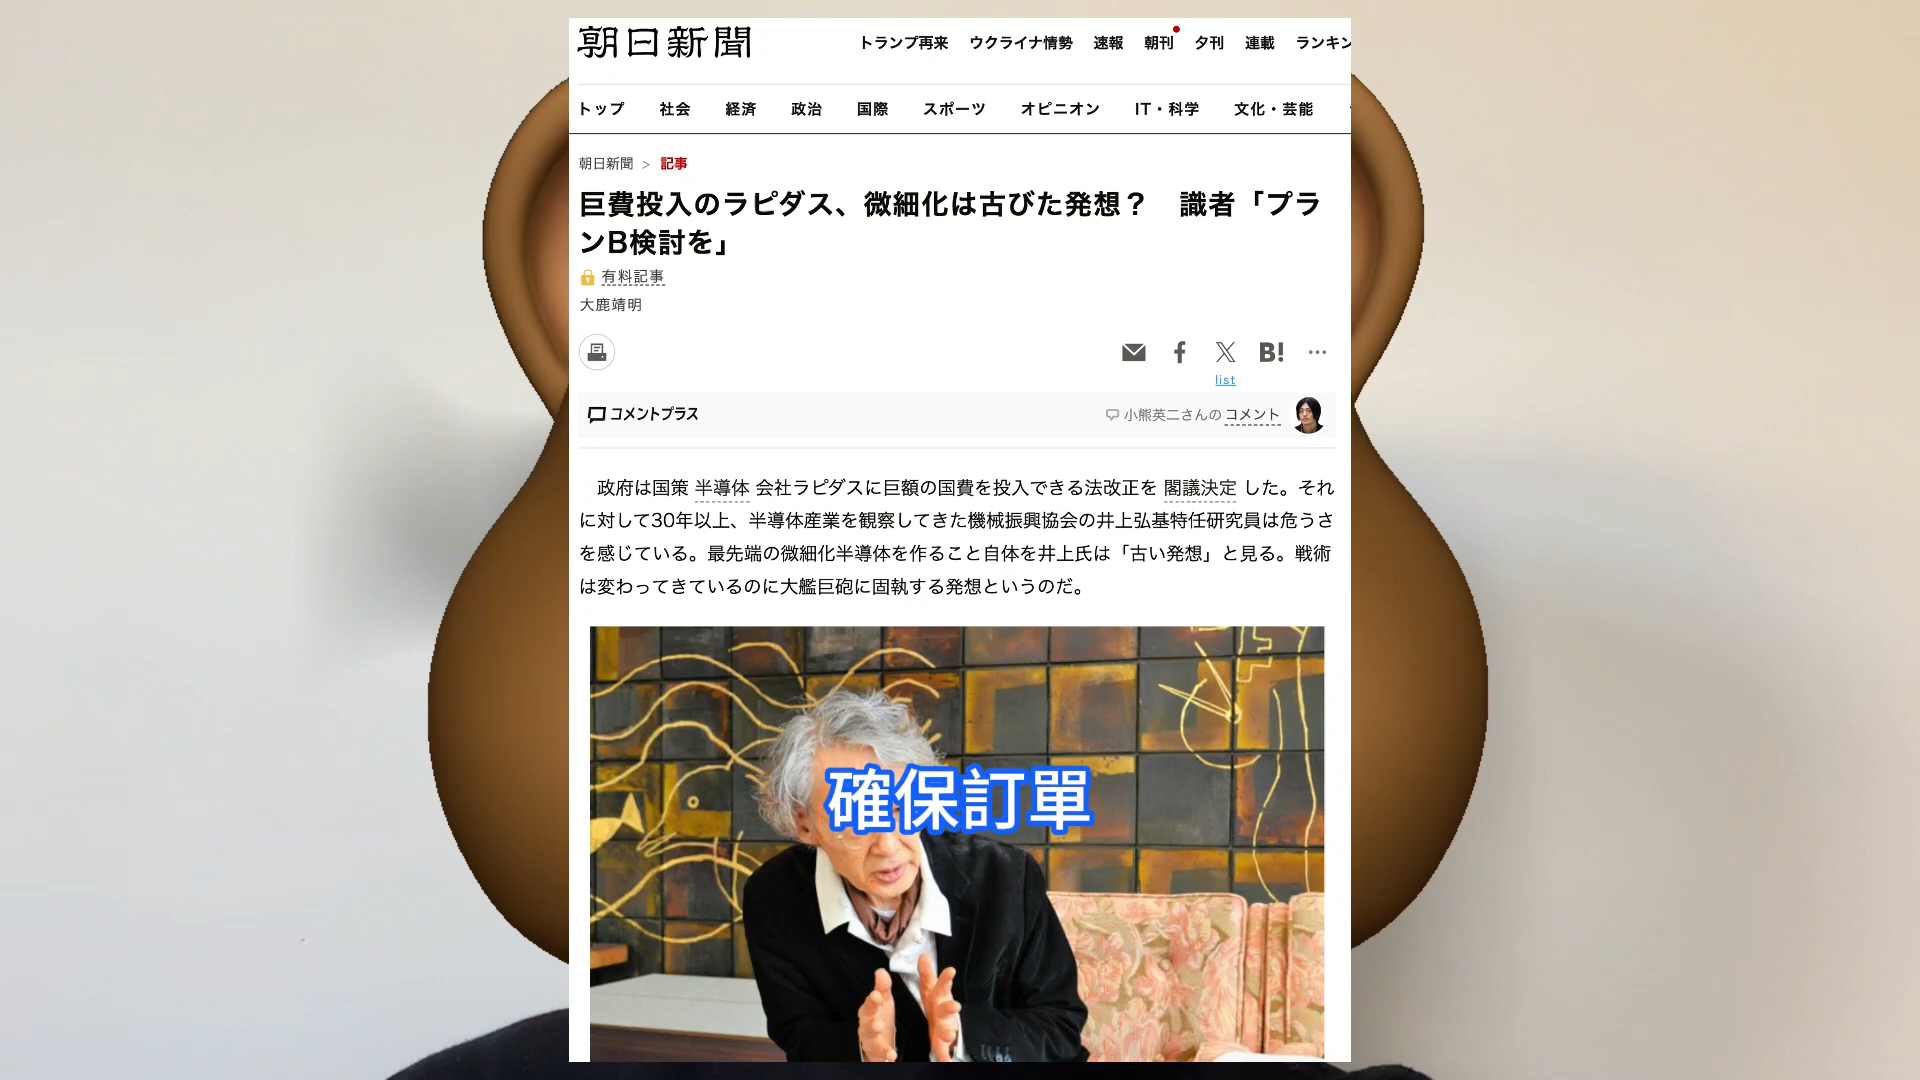 朝日新聞
トランプ再来 ウクライナ情勢 速報 朝刊 夕刊 連載 ランキン
トップ 社会 経済 政治 国際 スポーツ オピニオン IT・科学 文化・芸能
朝日新聞 > 記事
巨費投入のラピダス、微細化は古びた発想？ 識者「プラ
ンB検討を」
有料記事
大鹿靖明
B!
list
コメントプラス
小熊英二さんの コメント
政府は国策 半導体 会社ラピダスに巨額の国費を投入できる法改正を 閣議決定 した。それ
に対して30年以上、半導体産業を観察してきた機械振興協会の井上弘基特任研究員は危うさ
を感じている。最先端の微細化半導体を作ること自体を井上氏は「古い発想」と見る。戦術
は変わってきているのに大艦巨砲に固執する発想というのだ。
確保訂單